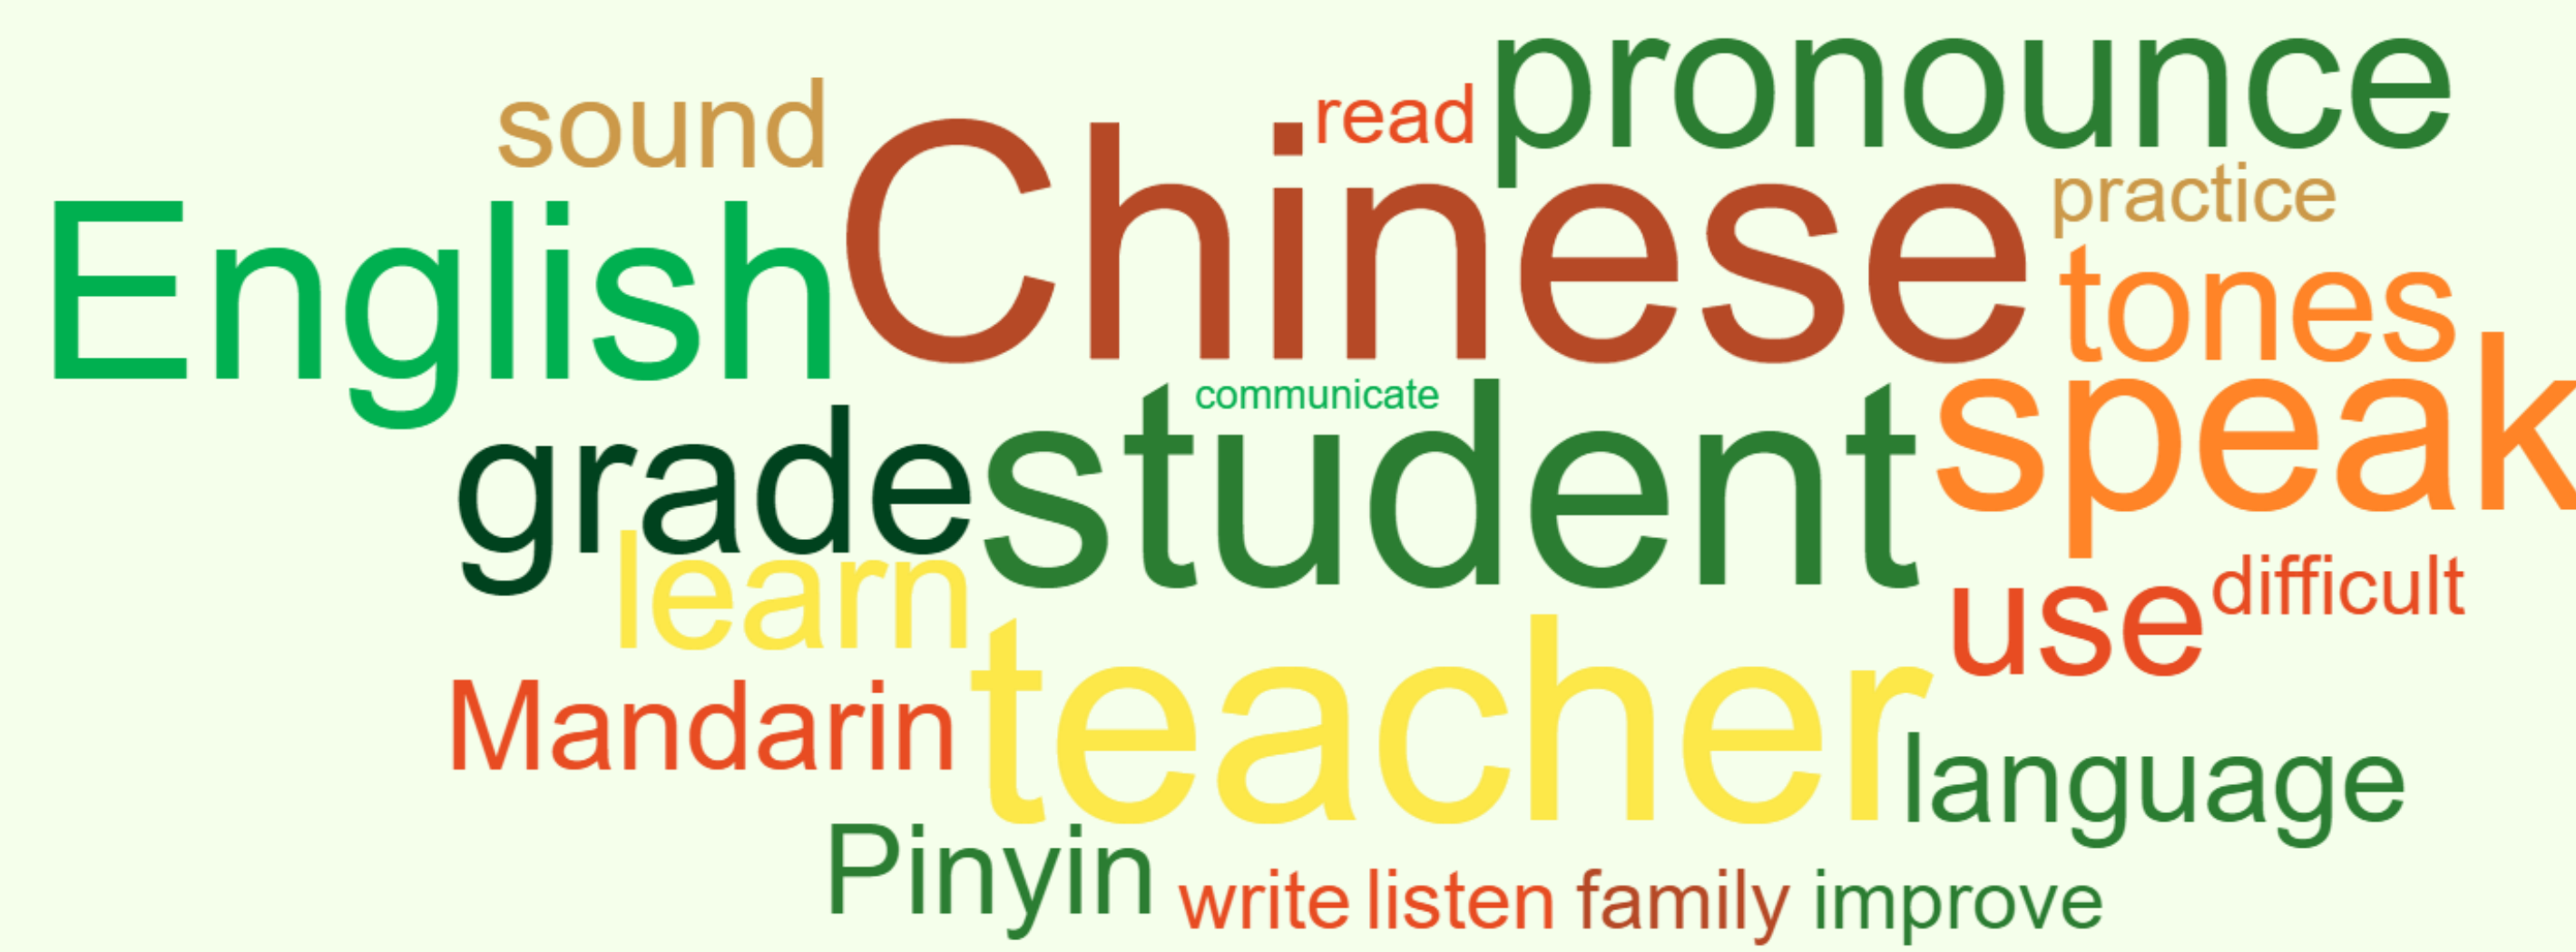 pronounce
sound
read
Chinese
English
practice
tones
communicate
speak
grade
student
learn
use
difficult
teacher
Mandarin
language
Pinyin
write listen family improve